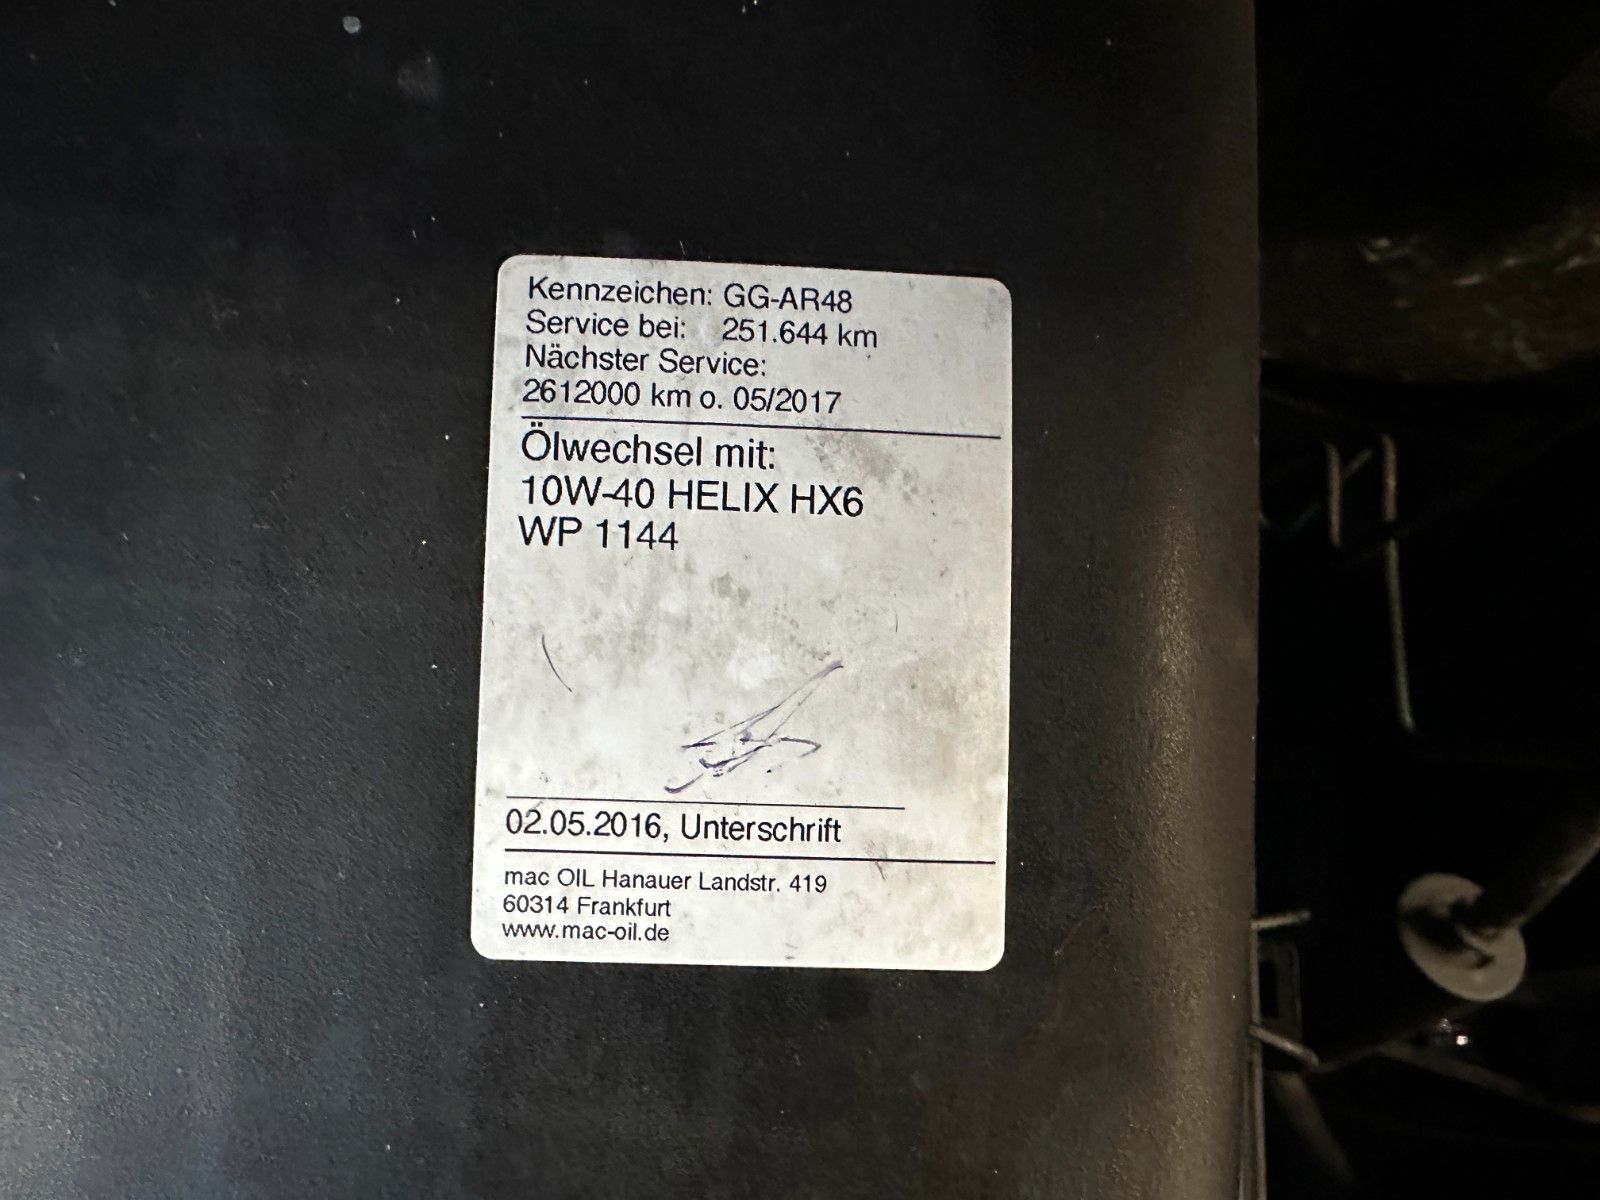 Kennzeichen: GG-AR48
Service bei: 251.644 km
Nächster Service:
2612000 km o. 05/2017
Ölwechsel mit:
10W-40 HELIX HX6
WP 1144
02.05.2016, Unterschrift
mac OIL Hanauer Landstr. 419
60314 Frankfurt
www.mac-oil.de